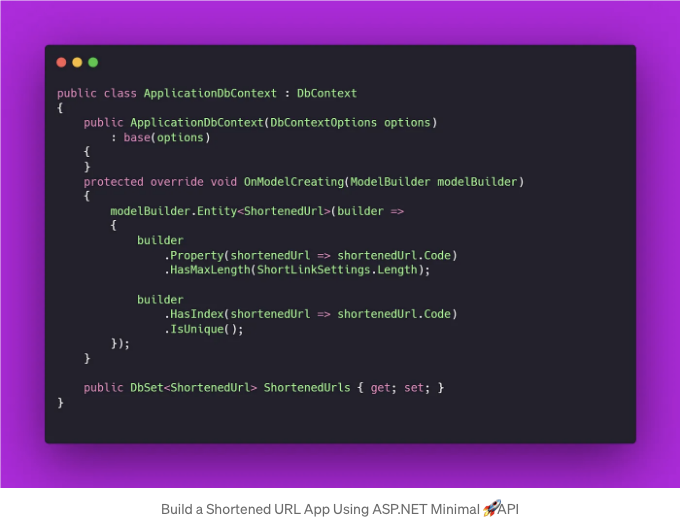 public class ApplicationDbContext : DbContext
{
    public ApplicationDbContext(DbContextOptions options)
        : base(options)
    {
    }
    protected override void OnModelCreating(ModelBuilder modelBuilder)
    {
        modelBuilder.Entity<ShortenedUrl>(builder =>
        {
            builder
                .Property(shortenedUrl => shortenedUrl.Code)
                .HasMaxLength(ShortLinkSettings.Length);

            builder
                .HasIndex(shortenedUrl => shortenedUrl.Code)
                .IsUnique();
        });
    }

    public DbSet<ShortenedUrl> ShortenedUrls { get; set; }
}
Build a Shortened URL App Using ASP.NET Minimal 🚀API